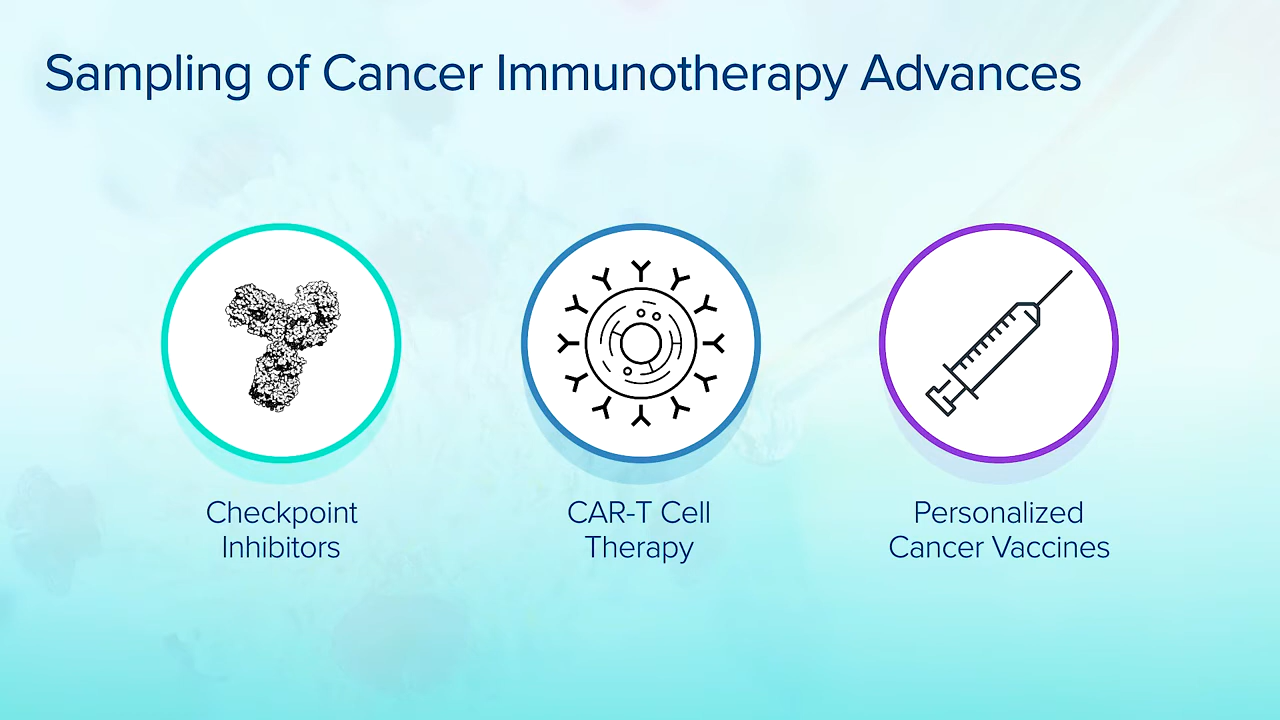 Sampling of Cancer Immunotherapy Advances
Checkpoint
Inhibitors
CAR-T Cell
Therapy
Personalized
Cancer Vaccines